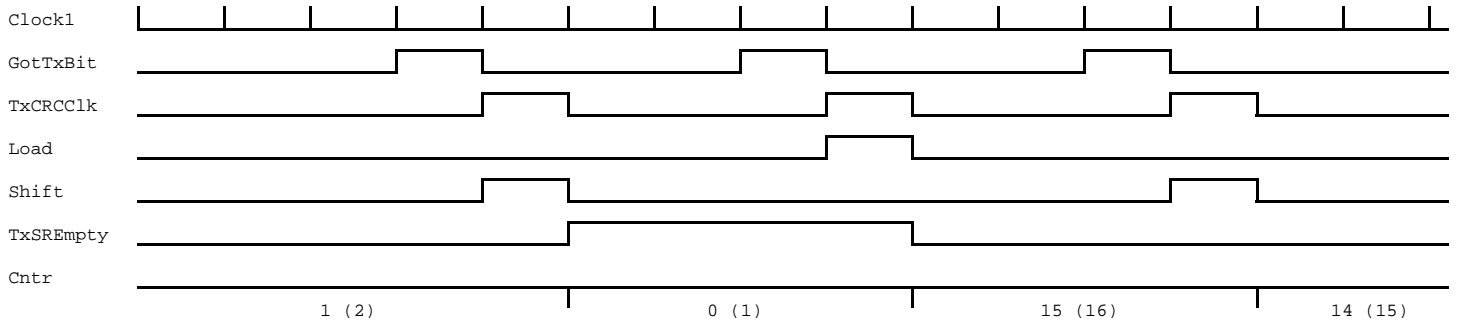 Clock1
GotTxBit
TxCRCClk
Load
Shift
TxSREmpty
Cntr
1 (2) 0 (1) 15 (16) 14 (15)